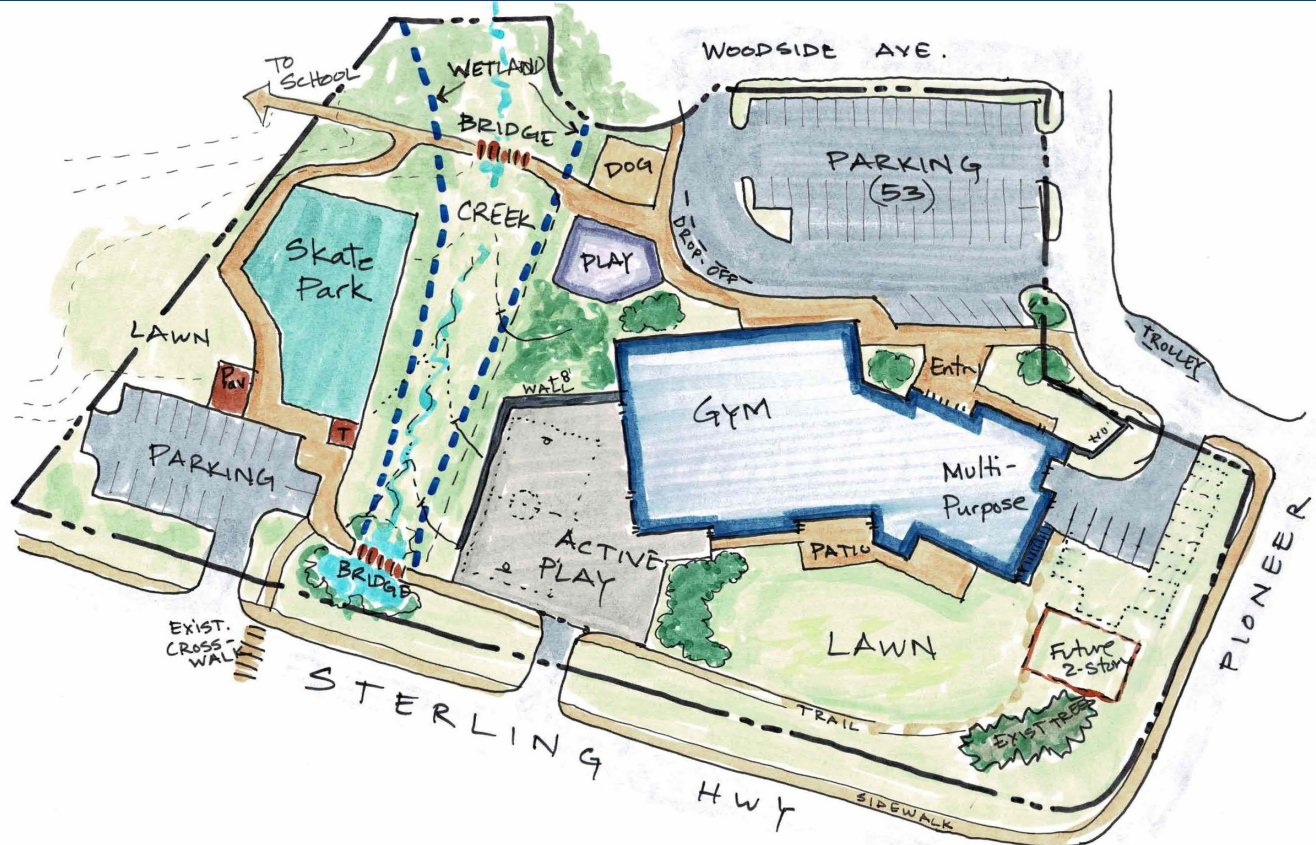 WOODSIDE AVE.
TO
SCHOOL
WETLAND
BRIDGE
DOG
PARKING
(53)
CREEK
Skate
Park
PLAY
DROP-OFF
LAWN
TROLLEY
Pav
Entry
WALL 8'
GYM
T
PARKING
Multi-
Purpose
ACTIVE
PLAY
PATIO
BRIDGE
EXIST.
CROSS-
WALK
LAWN
Future
2-Story
PIONEER
STERLING HWY
TRAIL
EXIST TREES
SIDEWALK